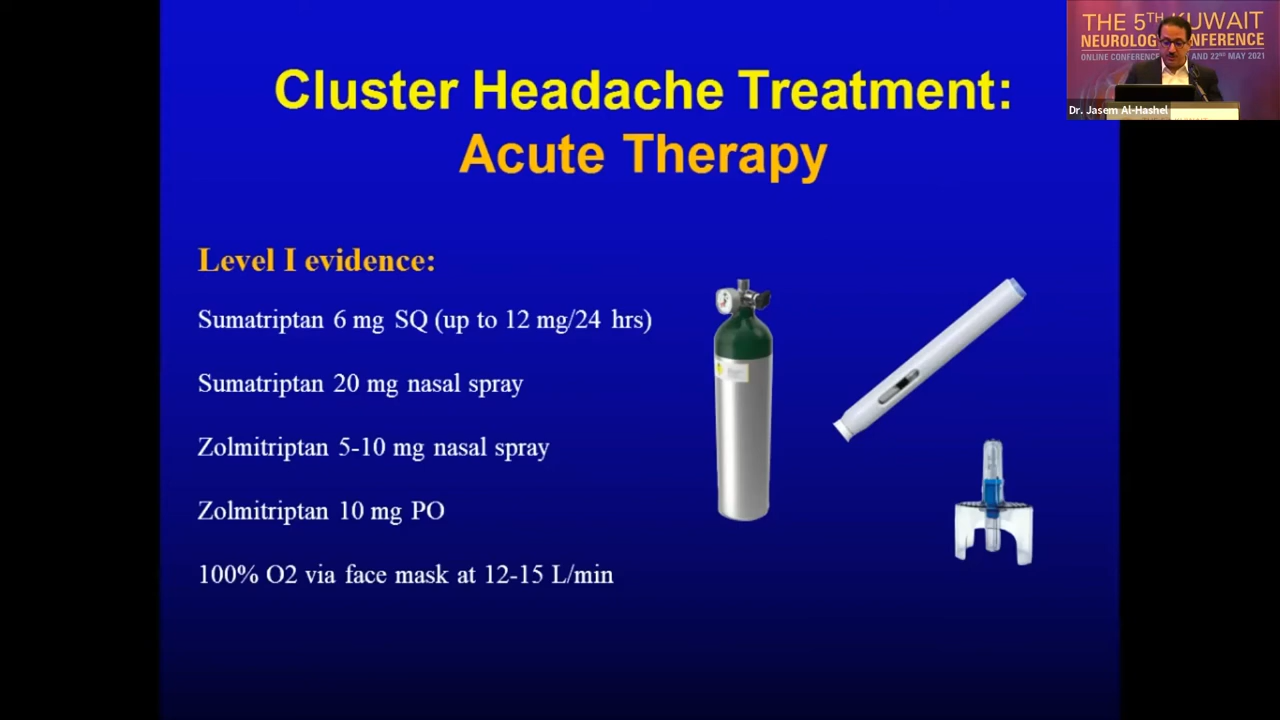 Cluster Headache Treatment:
Acute Therapy
Level I evidence:
Sumatriptan 6 mg SQ (up to 12 mg/24 hrs)
Sumatriptan 20 mg nasal spray
Zolmitriptan 5-10 mg nasal spray
Zolmitriptan 10 mg PO
100% O2 via face mask at 12-15 L/min
THE 5TH KUWAIT
NEUROLOG CONFERENCE
ONLINE CONFERENCE AND 22ND MAY 2021
Dr. Jasem Al-Hashel